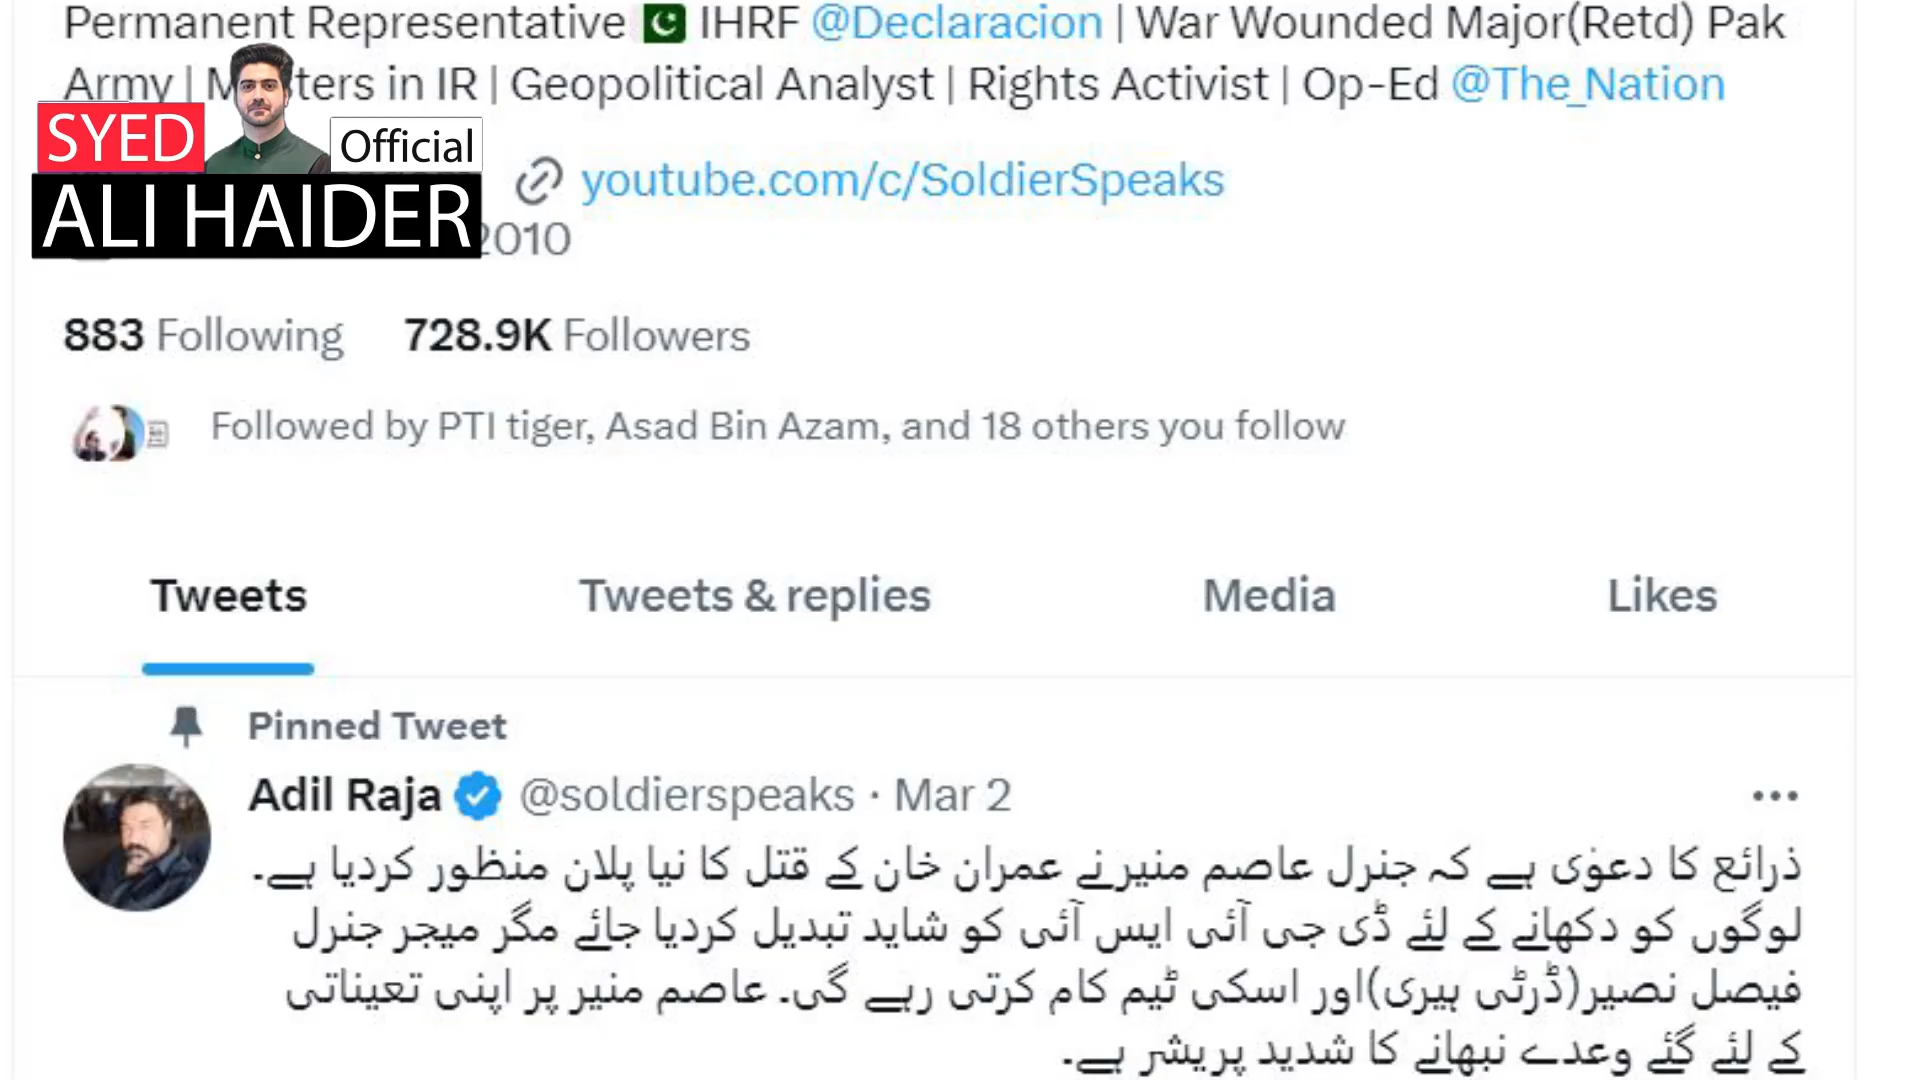 Permanent Representative IHRF @Declaracion | War Wounded Major(Retd) Pak
Army | M ters in IR | Geopolitical Analyst | Rights Activist | Op-Ed @The_Nation
SYED
Official
ALI HAIDER
youtube.com/c/SoldierSpeaks
2010
883 Following 728.9K Followers
Followed by PTI tiger, Asad Bin Azam, and 18 others you follow
Tweets Tweets & replies Media Likes
Pinned Tweet
Adil Raja @soldierspeaks · Mar 2
ذرائع کا دعوٰی ہے کہ جنرل عاصم منیرنے عمران خان کے قتل کا نیا پلان منظور کردیا ہے۔
لوگوں کو دکھانے کے لئے ڈی جی آئی ایس آئی کو شاید تبدیل کردیا جائے مگر میجر جنرل
فیصل نصیر(ڈرٹی ہیری)اور اسکی ٹیم کام کرتی رہے گی۔ عاصم منیر پر اپنی تعیناتی
کے لئے گئے وعدے نبھانے کا شدید پریشر ہے۔